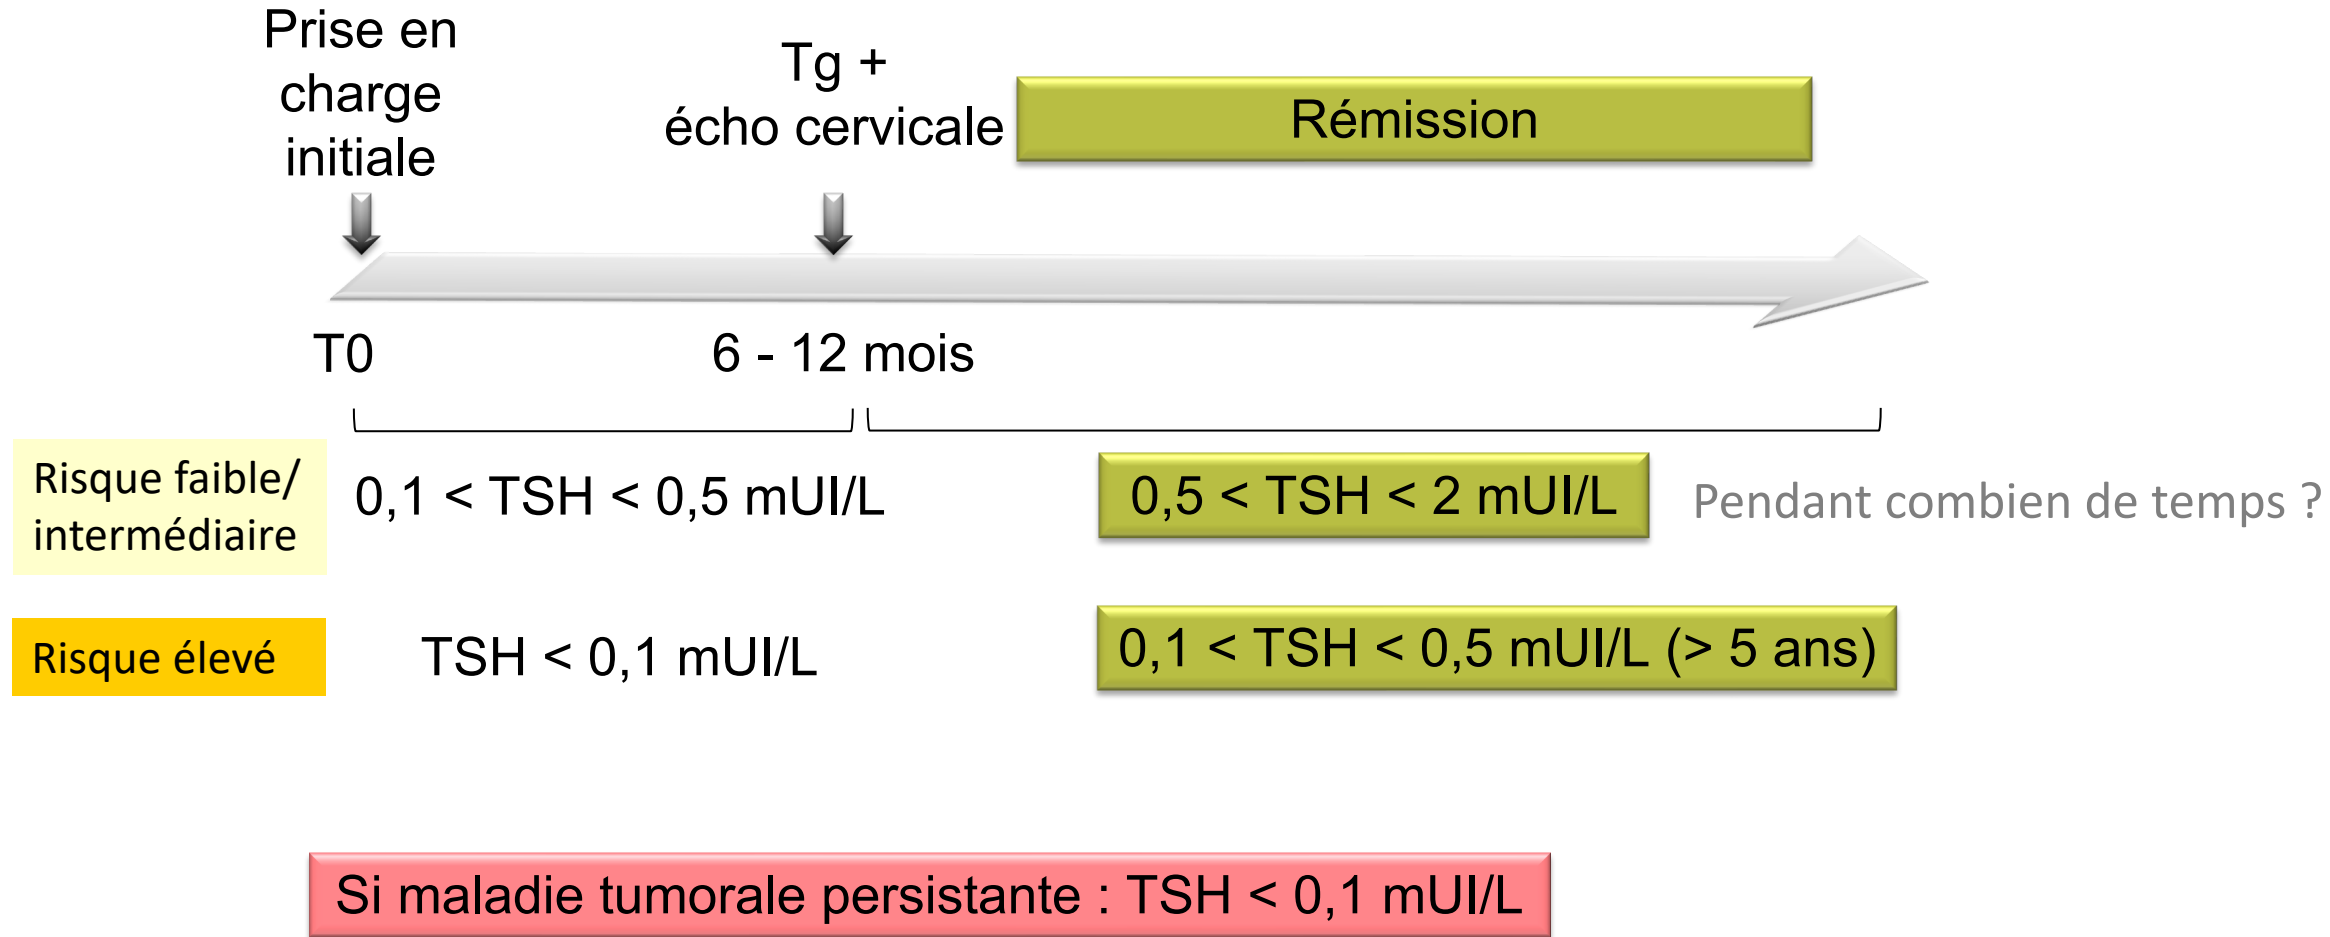 Prise en
charge
initiale
Tg +
écho cervicale
Rémission
T0
6 - 12 mois
Risque faible/
intermédiaire
0,1 < TSH < 0,5 mUI/L
0,5 < TSH < 2 mUI/L
Pendant combien de temps ?
Risque élevé
TSH < 0,1 mUI/L
0,1 < TSH < 0,5 mUI/L (> 5 ans)
Si maladie tumorale persistante : TSH < 0,1 mUI/L